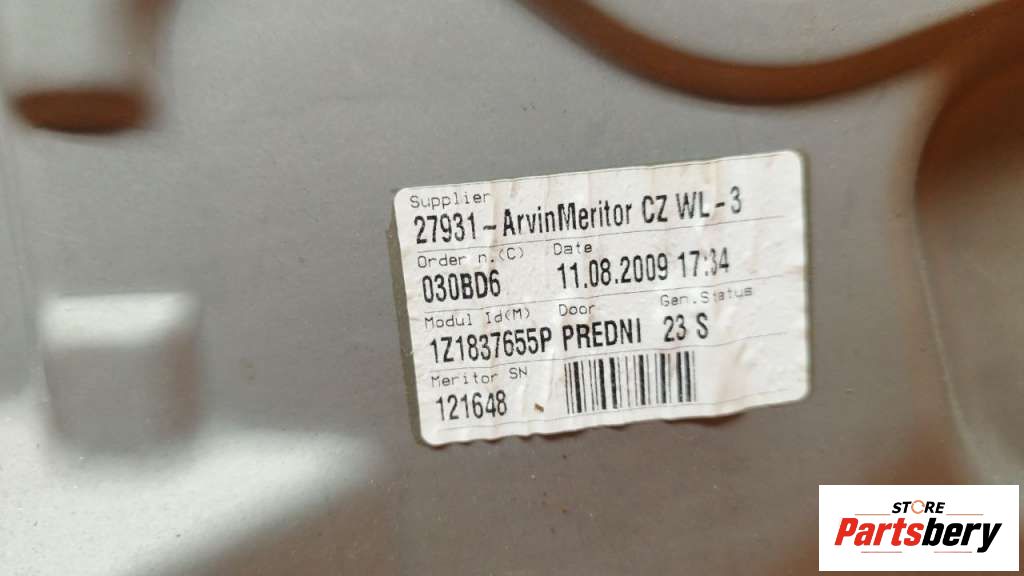 Supplier
27931-ArvinMeritor CZ WL-3
Order n.(C) Date
030BD6 11.08.2009 17:34
Modul Id(M) Door Gen.Status
1Z1837655P PREDNI 23 S
Meritor SN
121648
STORE
Partsbery